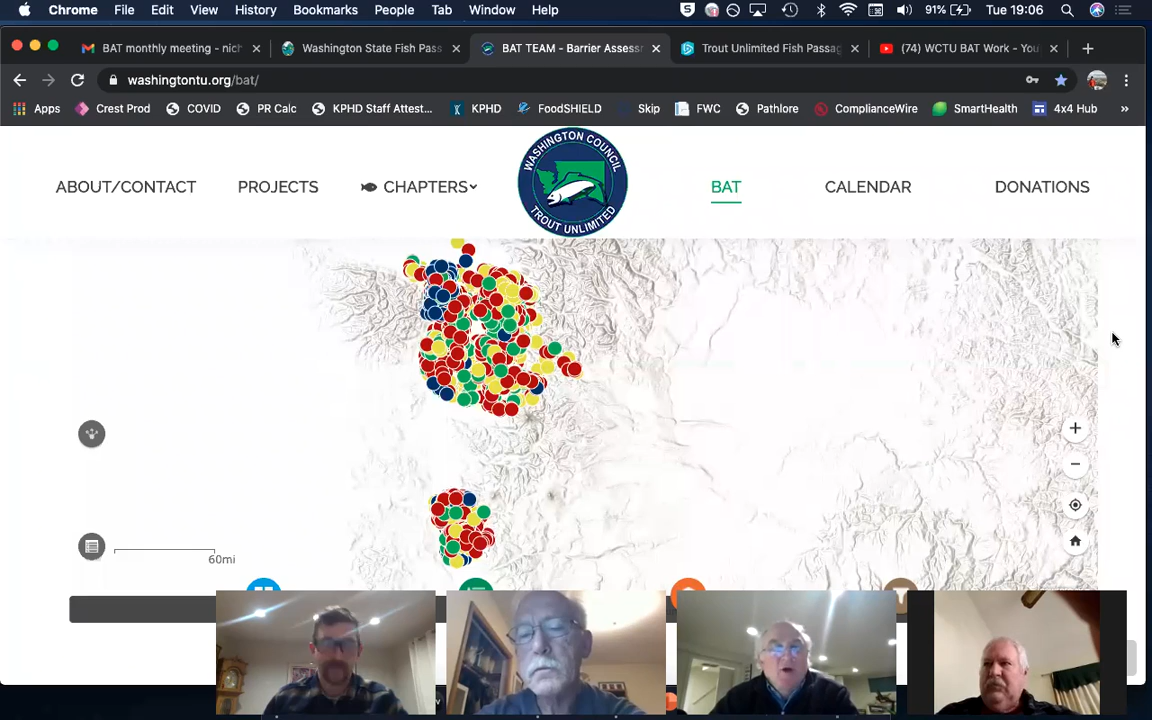 Chrome File Edit View History Bookmarks People Tab Window Help 91% Tue 19:06
BAT monthly meeting - nich Washington State Fish Pass BAT TEAM - Barrier Assess Trout Unlimited Fish Passag (74) WCTU BAT Work - You
washingtontu.org/bat/
Apps Crest Prod COVID PR Calc KPHD Staff Attest... KPHD FoodSHIELD Skip FWC Pathlore ComplianceWire SmartHealth 4x4 Hub »
ABOUT/CONTACT PROJECTS CHAPTERS BAT CALENDAR DONATIONS
WASHINGTON COUNCIL
TROUT UNLIMITED
60mi